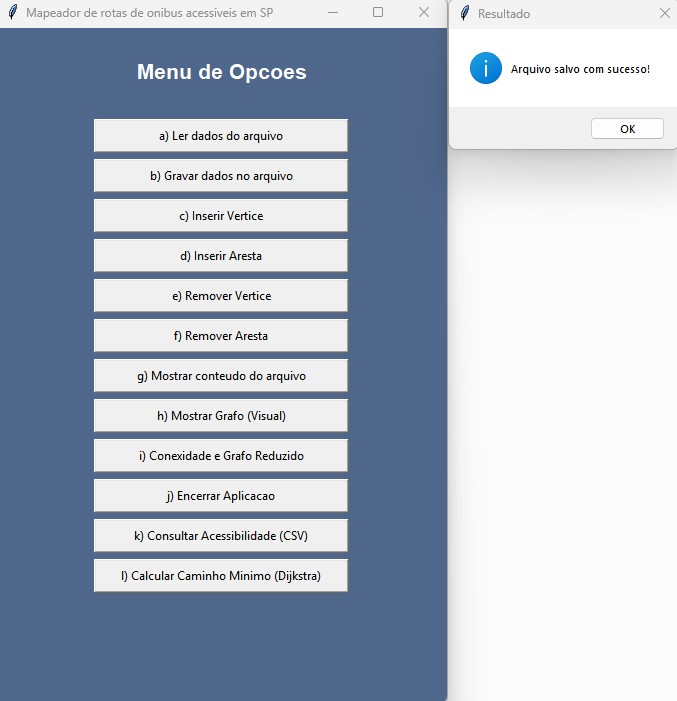 Mapeador de rotas de onibus acessiveis em SP
Menu de Opcoes
a) Ler dados do arquivo
b) Gravar dados no arquivo
c) Inserir Vertice
d) Inserir Aresta
e) Remover Vertice
f) Remover Aresta
g) Mostrar conteudo do arquivo
h) Mostrar Grafo (Visual)
i) Conexidade e Grafo Reduzido
j) Encerrar Aplicacao
k) Consultar Acessibilidade (CSV)
l) Calcular Caminho Minimo (Dijkstra)
Resultado
Arquivo salvo com sucesso!
OK